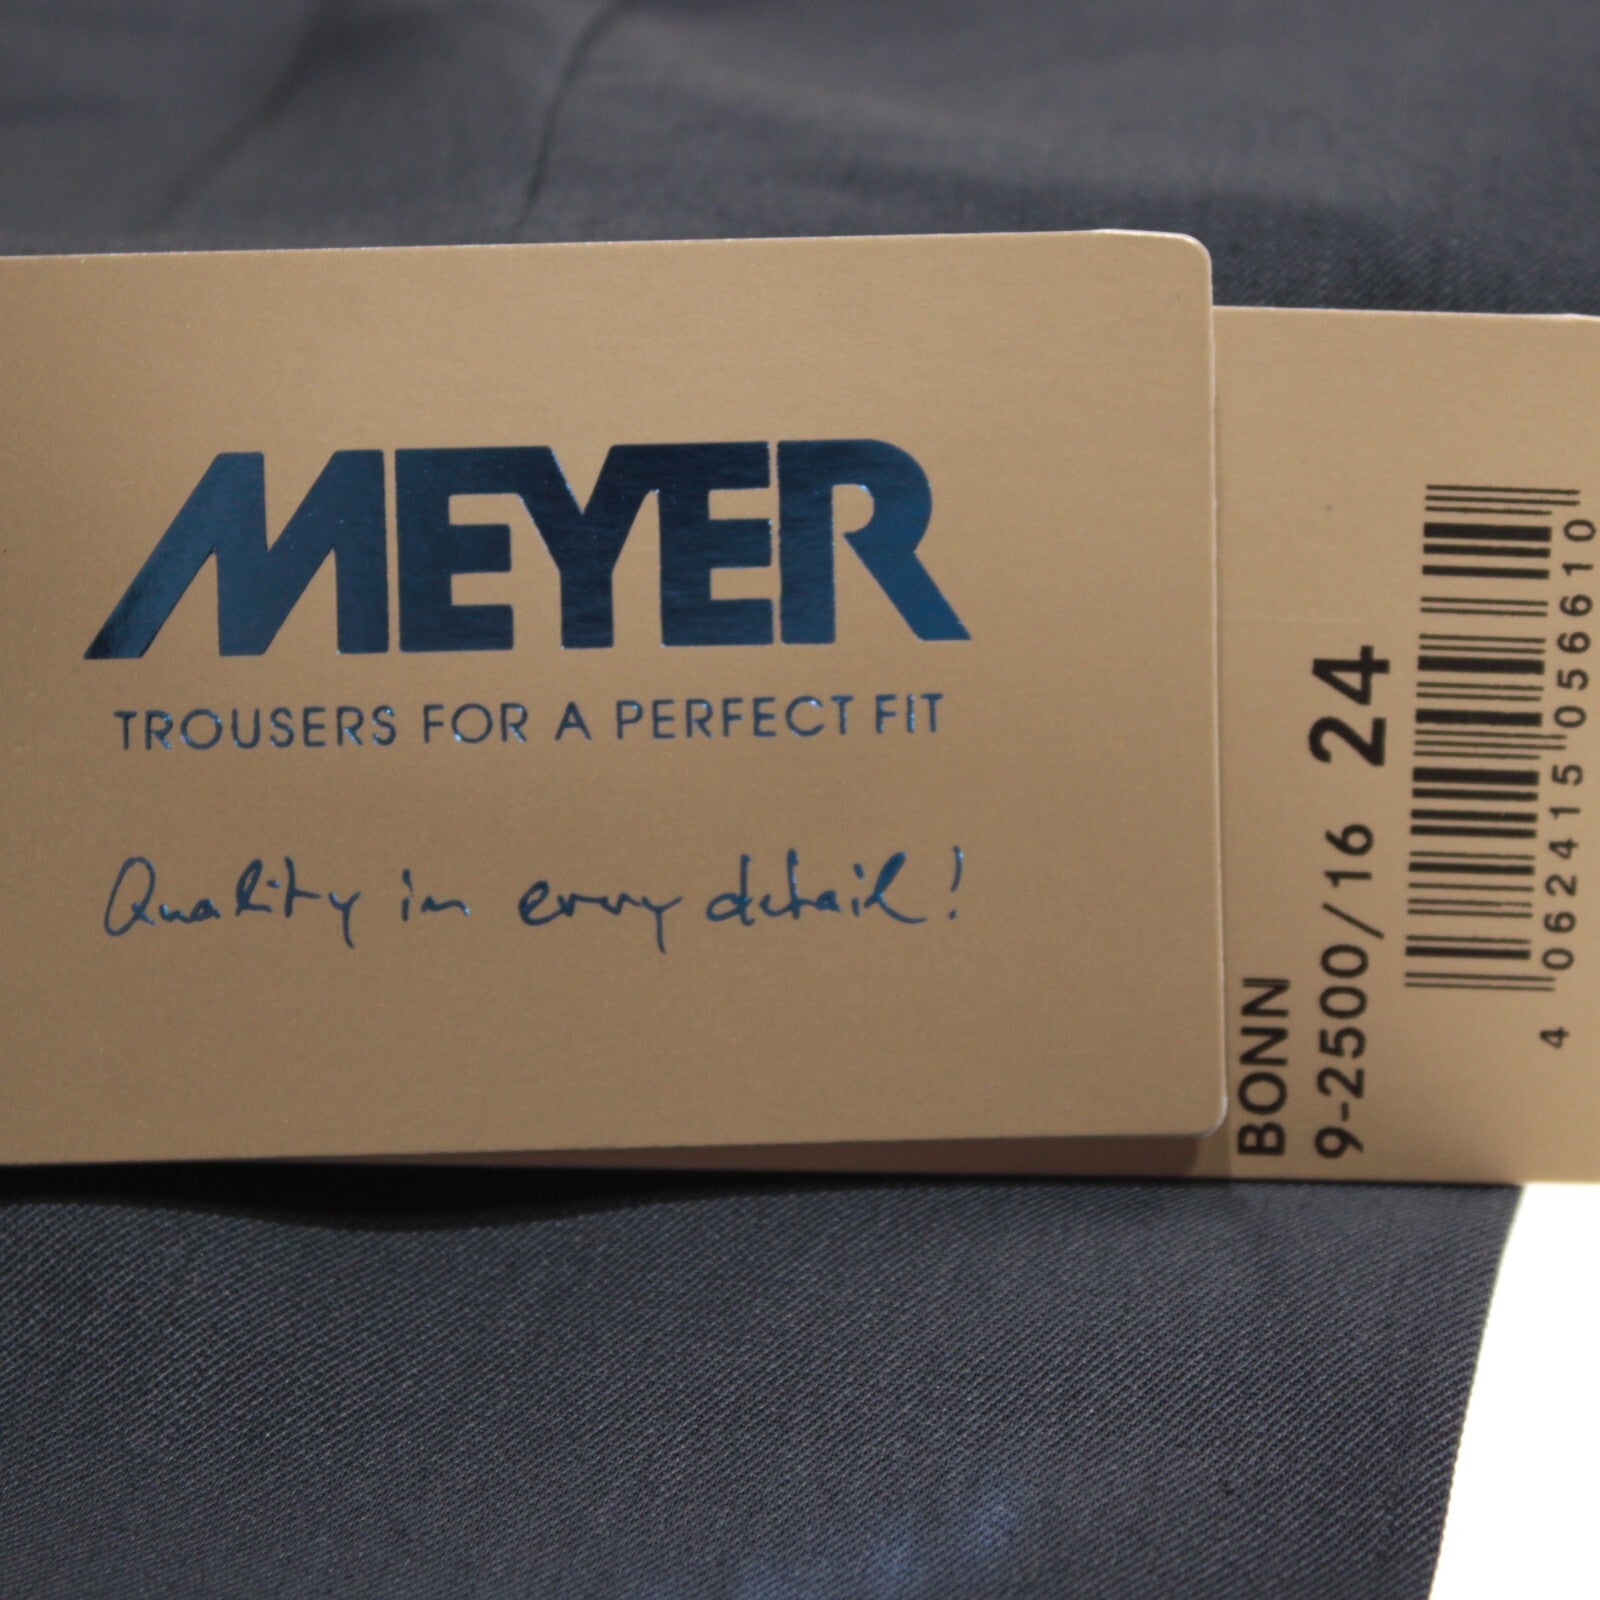 MEYER
TROUSERS FOR A PERFECT FIT
Quality in every detail!
BONN
9-2500/16 24
4 062415 056610